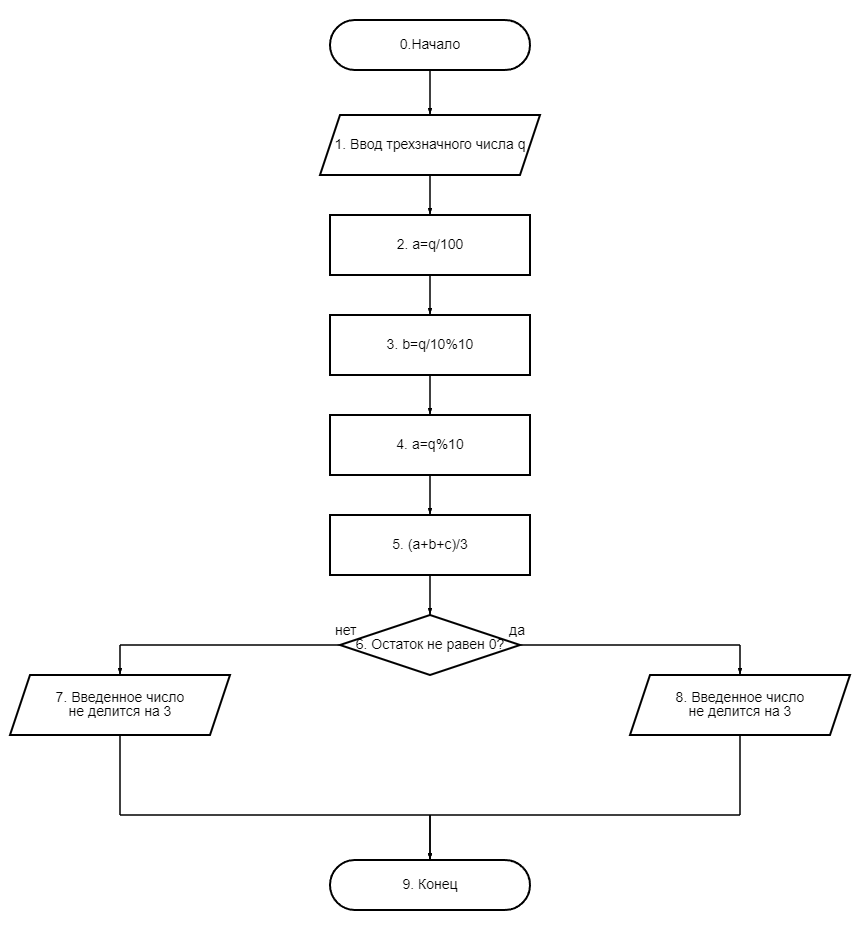 0.Начало
1. Ввод трехзначного числа q
2. a=q/100
3. b=q/10%10
4. a=q%10
5. (a+b+c)/3
нет
6. Остаток не равен 0?
да
7. Введенное число
не делится на 3
8. Введенное число
не делится на 3
9. Конец